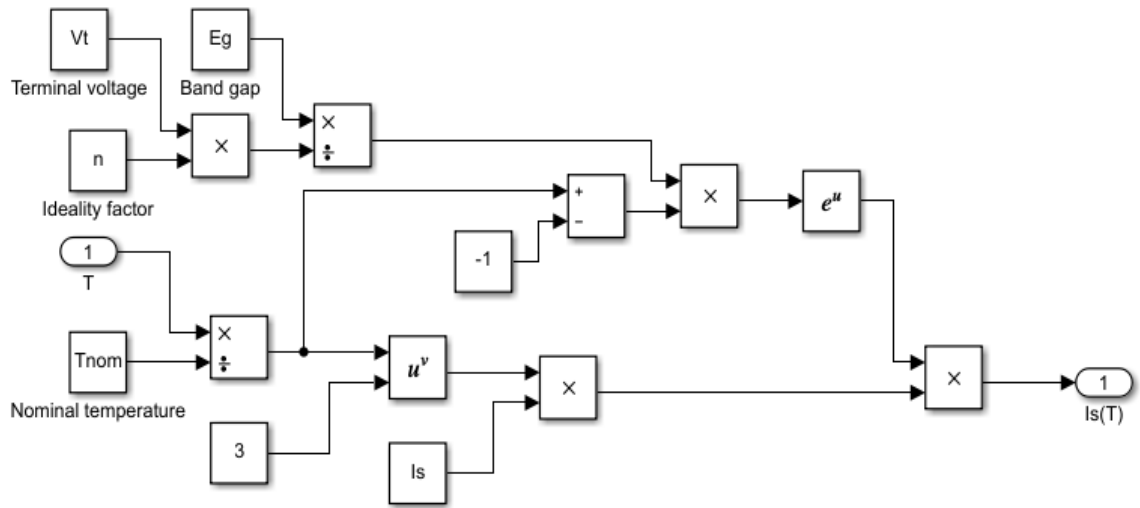 Vt
Terminal voltage
Eg
Band gap
n
Ideality factor
×
×
÷
1
T
Tnom
Nominal temperature
×
÷
+
−
-1
×
e^u
3
u^v
Is
×
×
1
Is(T)